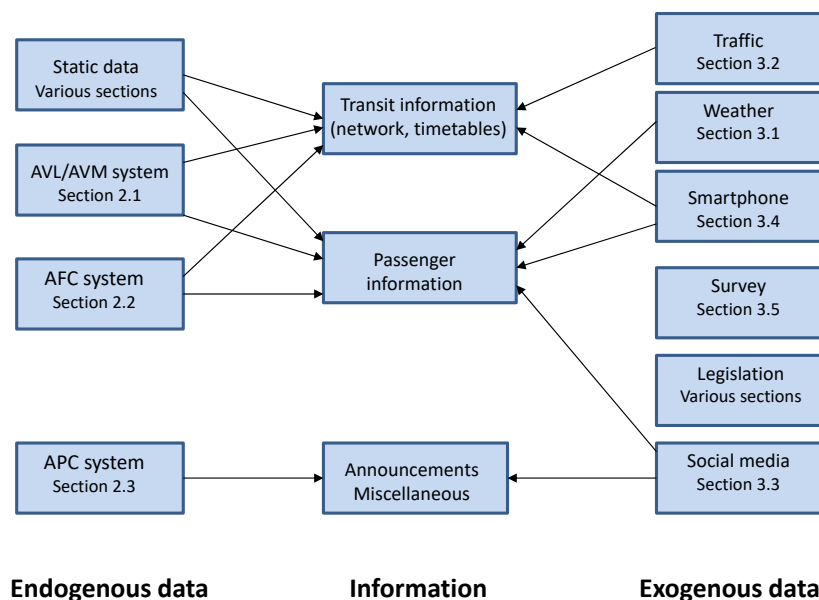 Static data
Various sections
AVL/AVM system
Section 2.1
AFC system
Section 2.2
APC system
Section 2.3
Endogenous data
Transit information
(network, timetables)
Passenger
information
Announcements
Miscellaneous
Information
Traffic
Section 3.2
Weather
Section 3.1
Smartphone
Section 3.4
Survey
Section 3.5
Legislation
Various sections
Social media
Section 3.3
Exogenous data